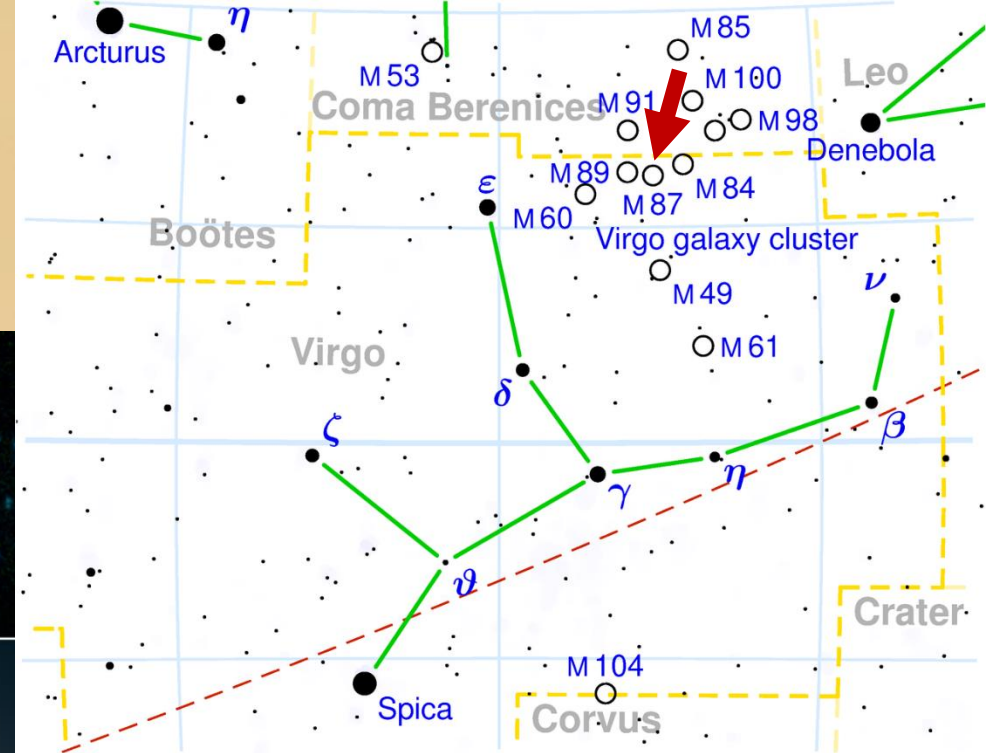 η
Arcturus
M 85
M 53
M 100
Leo
Coma Berenices
M 91
M 98
Denebola
M 89
M 84
ε
M 60
M 87
Boötes
Virgo galaxy cluster
ν
M 49
Virgo
M 61
δ
ζ
β
η
γ
ϑ
Crater
M 104
Spica
Corvus